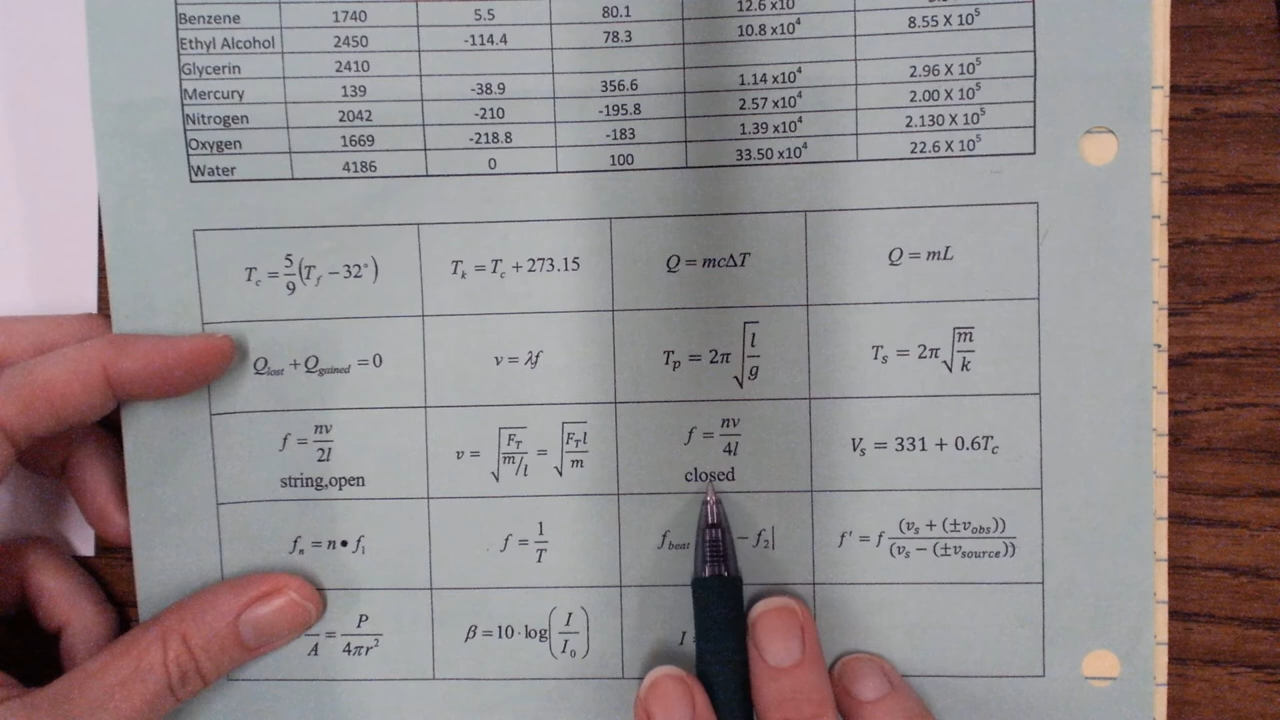 Benzene 1740 5.5 80.1 12.6 x10
Ethyl Alcohol 2450 -114.4 78.3 10.8 x10⁴ 8.55 X 10⁵
Glycerin 2410
Mercury 139 -38.9 356.6 1.14 x10⁴ 2.96 X 10⁵
Nitrogen 2042 -210 -195.8 2.57 x10⁴ 2.00 X 10⁵
Oxygen 1669 -218.8 -183 1.39 x10⁴ 2.130 X 10⁵
Water 4186 0 100 33.50 x10⁴ 22.6 X 10⁵
T_c = 5/9 (T_f − 32°) T_k = T_c + 273.15 Q = mcΔT Q = mL
Q_lost + Q_gained = 0 v = λf T_p = 2π √(l/g) T_s = 2π √(m/k)
f = nv/2l v = √(F_T/(m/l)) = √(F_T l/m) f = nv/4l V_s = 331 + 0.6T_c
string,open closed
f_n = n • f_1 f = 1/T f_beat − f_2| f' = f (v_s + (±v_obs))/(v_s − (±v_source))
/A = P/4πr² β = 10 · log(I/I_0) I